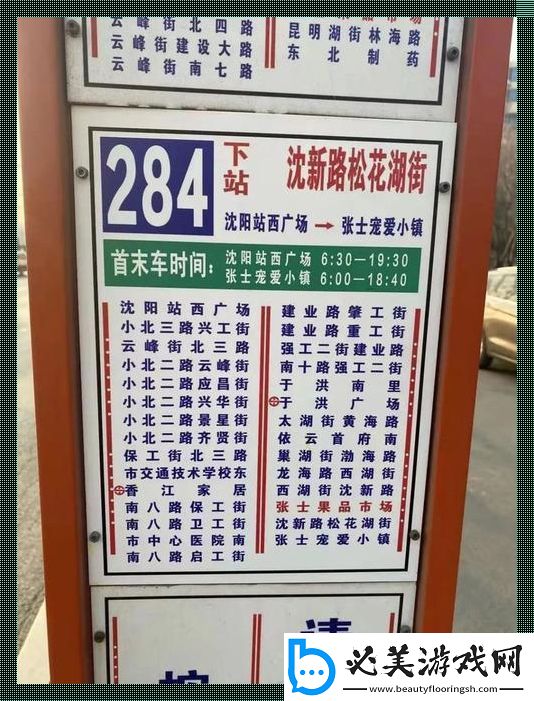 云峰街北四路
云峰街建设大路
云峰街南七路
昆明湖街林海路
东北制药
284
下站
沈新路松花湖街
沈阳站西广场 → 张士宠爱小镇
首末车时间：
沈阳站西广场 6:30—19:30
张士宠爱小镇 6:00—18:40
沈阳站西广场
小北三路兴工街
云峰街北三路
小北二路云峰街
小北二路应昌街
小北二路兴华街
小北二路景星街
小北二路齐贤街
保工街北三路
市交通技术学校东
香江家居
南八路保工街
南八路卫工街
市中心医院南
南八路启工街
建业路肇工街
建业路重工街
强工二街建业路
南十路强工二街
于洪南里
于洪广场
太湖街黄海路
依云首府南
巢湖街渤海路
龙海路西湖街
西湖街沈新路
张士果品市场
沈新路松花湖街
张士宠爱小镇
必美游戏网
www.beautyflooringsh.com